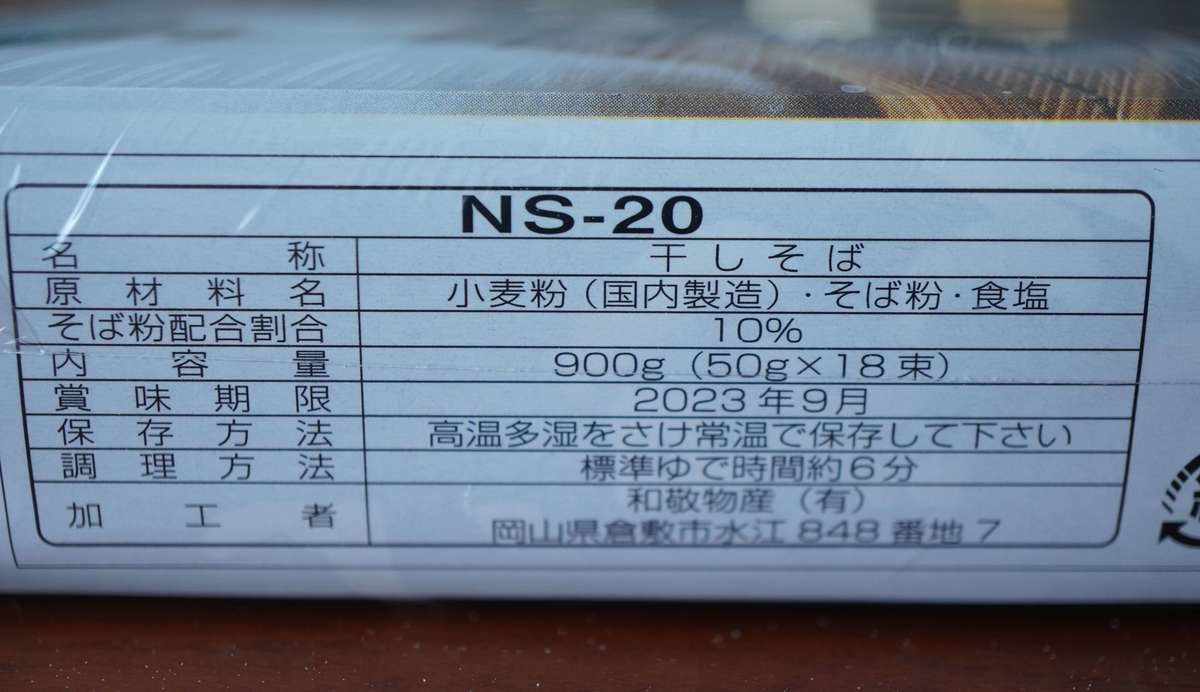 NS-20
名称 干しそば
原材料名 小麦粉(国内製造)・そば粉・食塩
そば粉配合割合 10%
内容量 900g(50g×18束)
賞味期限 2023年9月
保存方法 高温多湿をさけ常温で保存して下さい
調理方法 標準ゆで時間約6分
加工者 和敬物産(有)
岡山県倉敷市水江848番地7